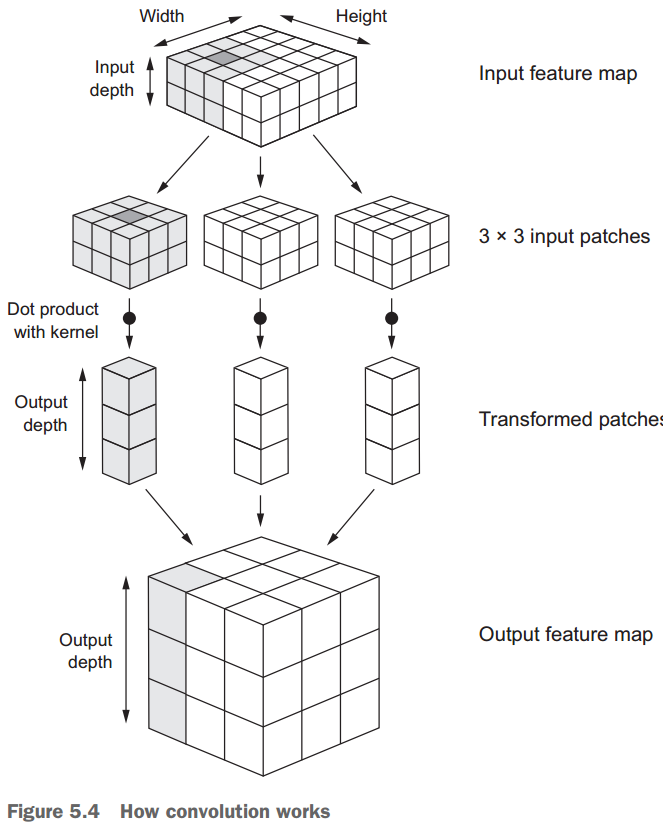 Width
Height
Input
depth
Input feature map
3 × 3 input patches
Dot product
with kernel
Output
depth
Transformed patches
Output
depth
Output feature map
Figure 5.4 How convolution works